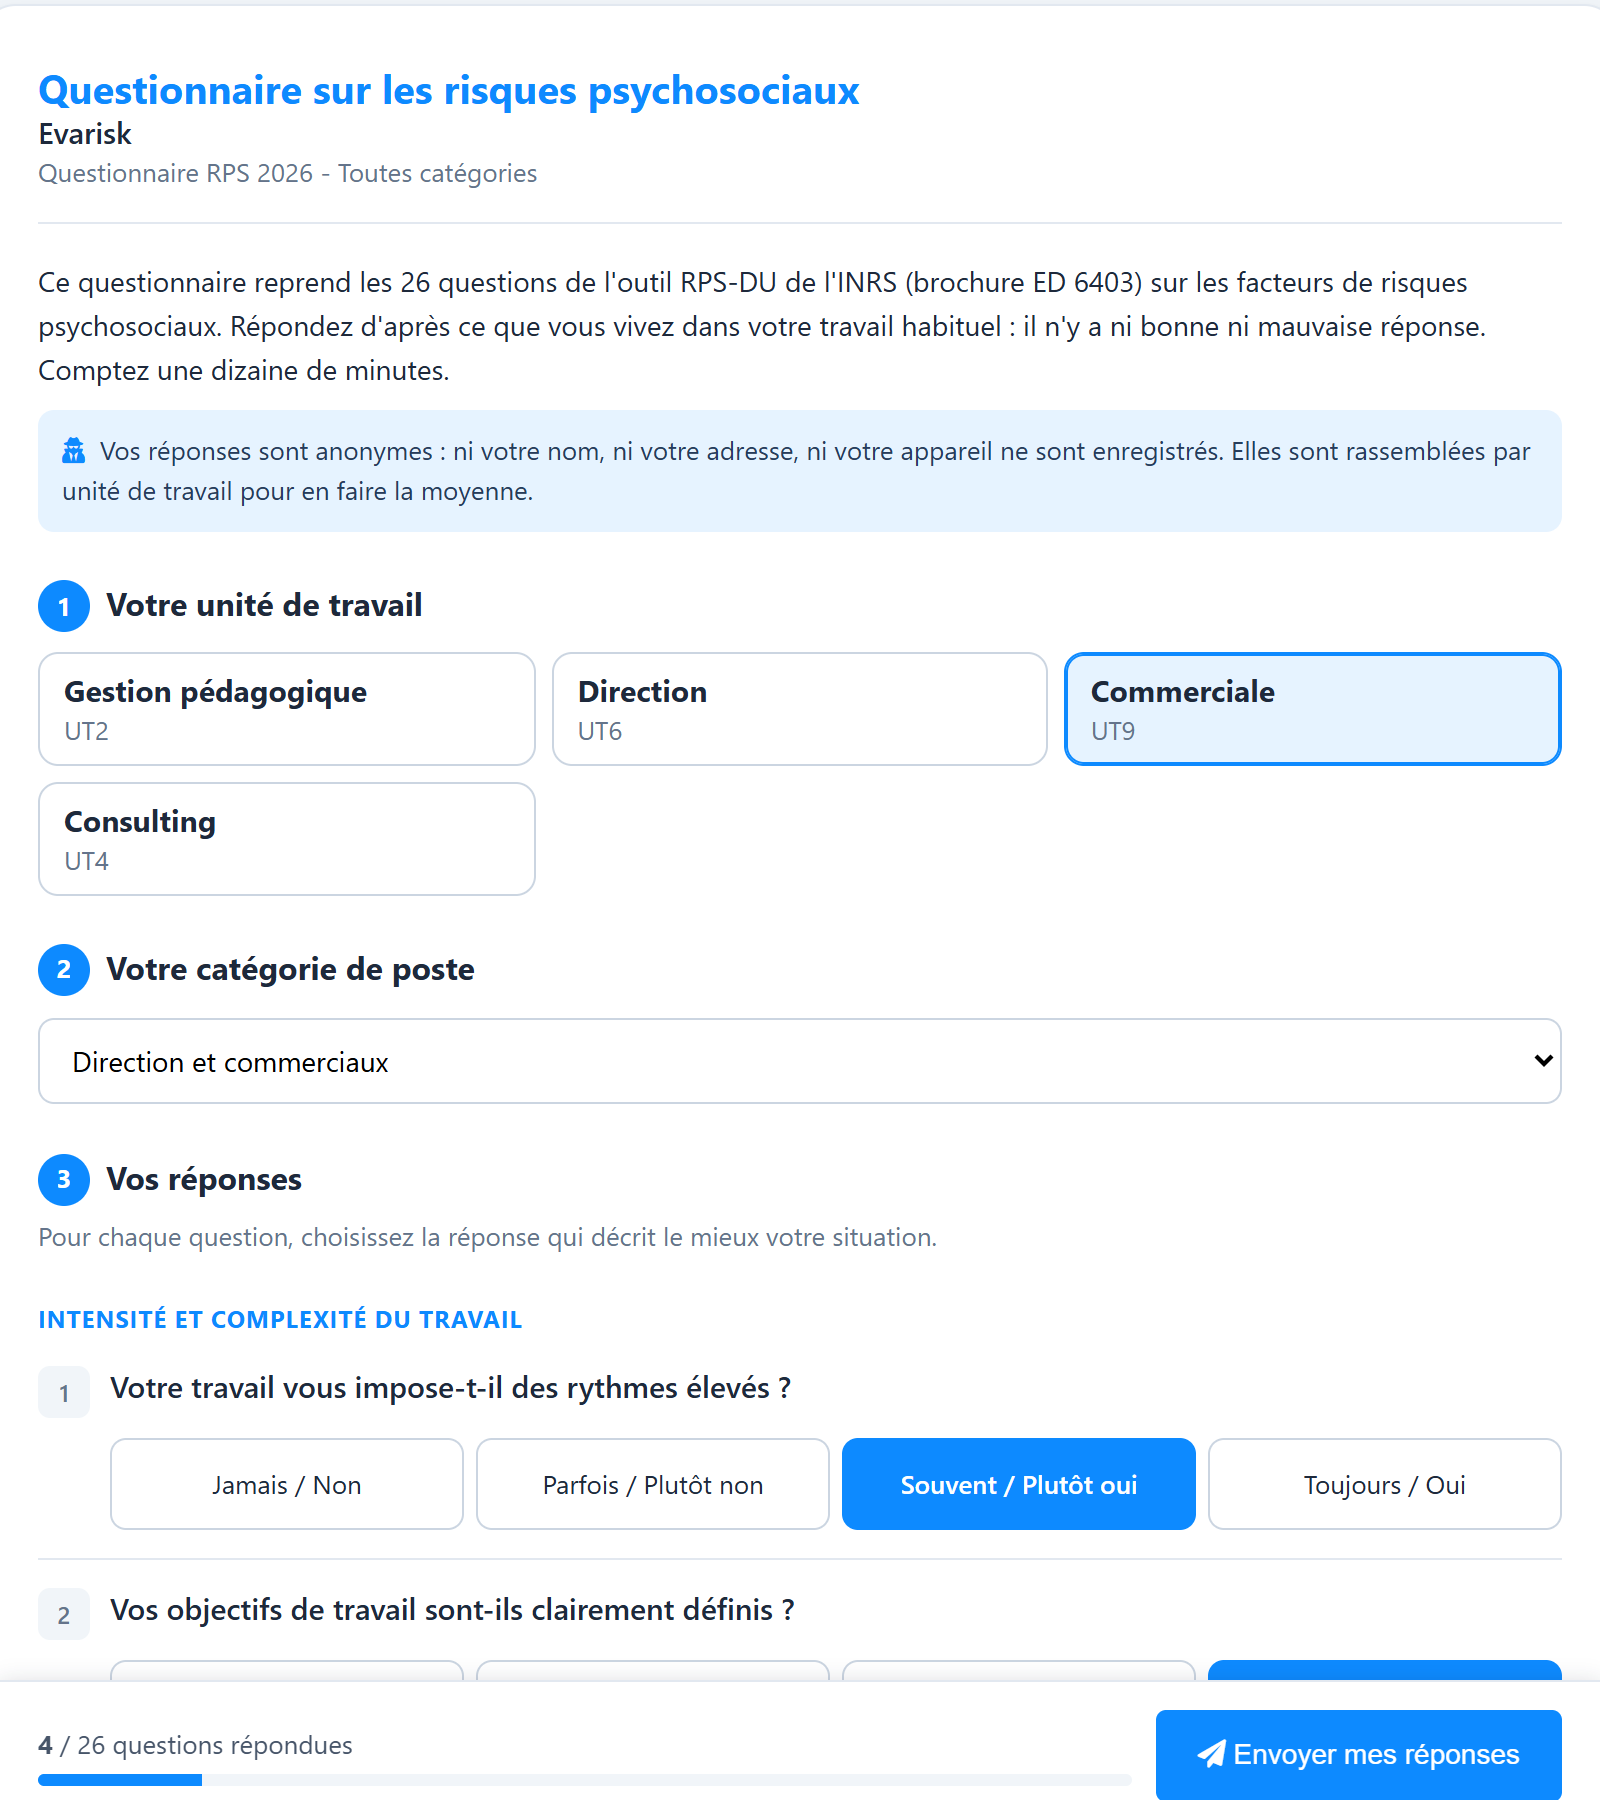 Questionnaire sur les risques psychosociaux
Evarisk
Questionnaire RPS 2026 - Toutes catégories
Ce questionnaire reprend les 26 questions de l'outil RPS-DU de l'INRS (brochure ED 6403) sur les facteurs de risques
psychosociaux. Répondez d'après ce que vous vivez dans votre travail habituel : il n'y a ni bonne ni mauvaise réponse.
Comptez une dizaine de minutes.
Vos réponses sont anonymes : ni votre nom, ni votre adresse, ni votre appareil ne sont enregistrés. Elles sont rassemblées par
unité de travail pour en faire la moyenne.
1 Votre unité de travail
Gestion pédagogique
UT2
Direction
UT6
Commerciale
UT9
Consulting
UT4
2 Votre catégorie de poste
Direction et commerciaux
3 Vos réponses
Pour chaque question, choisissez la réponse qui décrit le mieux votre situation.
INTENSITÉ ET COMPLEXITÉ DU TRAVAIL
1 Votre travail vous impose-t-il des rythmes élevés ?
Jamais / Non
Parfois / Plutôt non
Souvent / Plutôt oui
Toujours / Oui
2 Vos objectifs de travail sont-ils clairement définis ?
4 / 26 questions répondues
Envoyer mes réponses